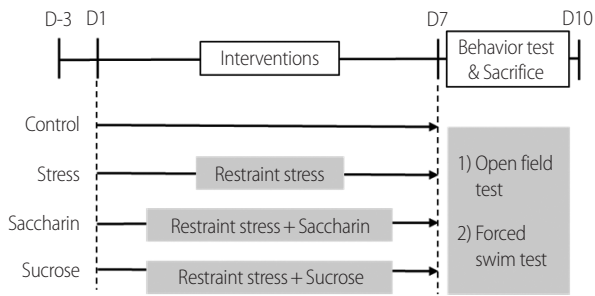 D-3 D1 D7 D10
Interventions
Behavior test
& Sacrifice
Control
Stress
Restraint stress
Saccharin
Restraint stress + Saccharin
Sucrose
Restraint stress + Sucrose
1) Open field
test
2) Forced
swim test